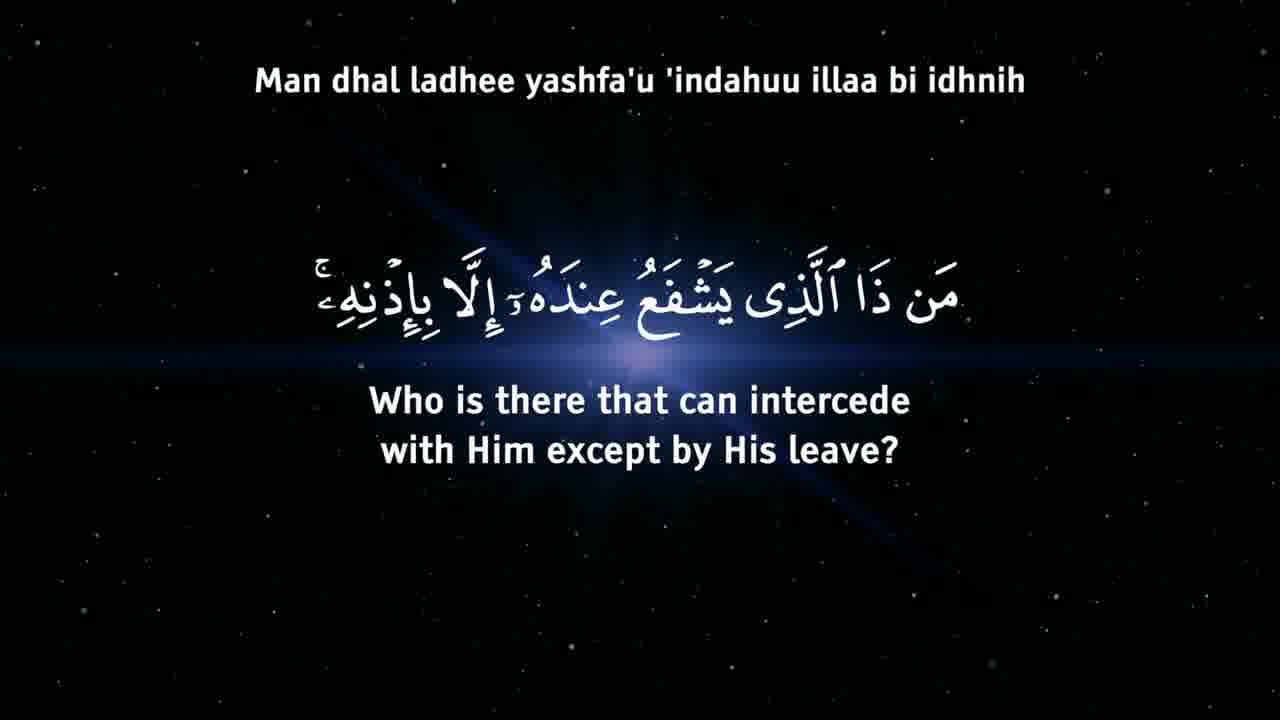 Man dhal ladhee yashfa'u 'indahuu illaa bi idhnih
مَن ذَا ٱلَّذِى يَشْفَعُ عِندَهُۥٓ إِلَّا بِإِذْنِهِۦ ۚ
Who is there that can intercede
with Him except by His leave?